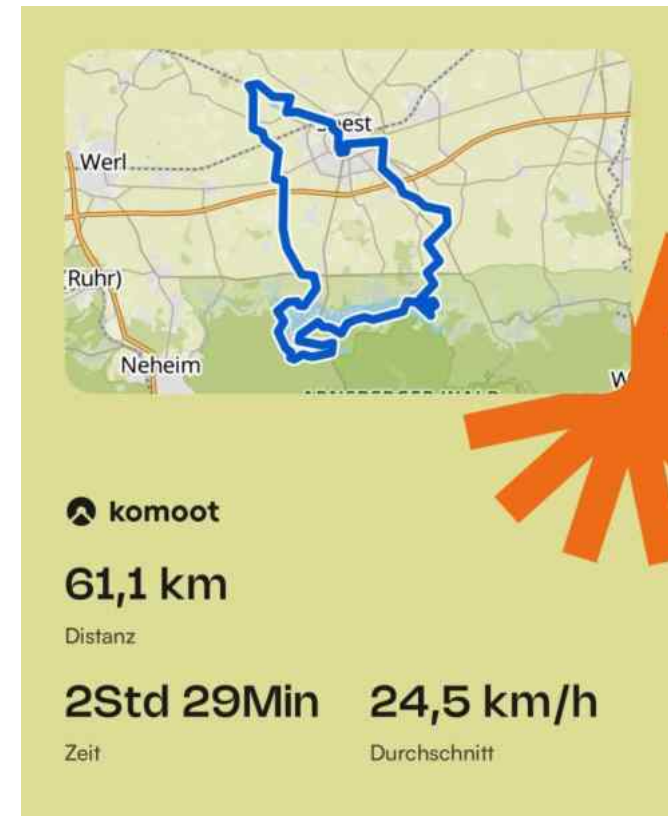 Werl
(Ruhr)
Neheim
komoot
61,1 km
Distanz
2Std 29Min 24,5 km/h
Zeit Durchschnitt